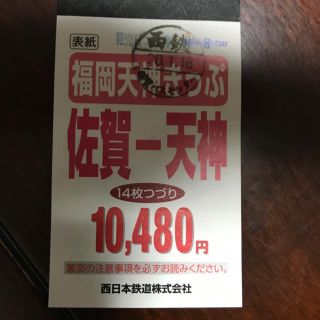 表紙
西鉄
福岡天神きっぷ
佐賀ー天神
14枚つづり
10,480円
裏面の注意事項を必ずお読みください。
西日本鉄道株式会社